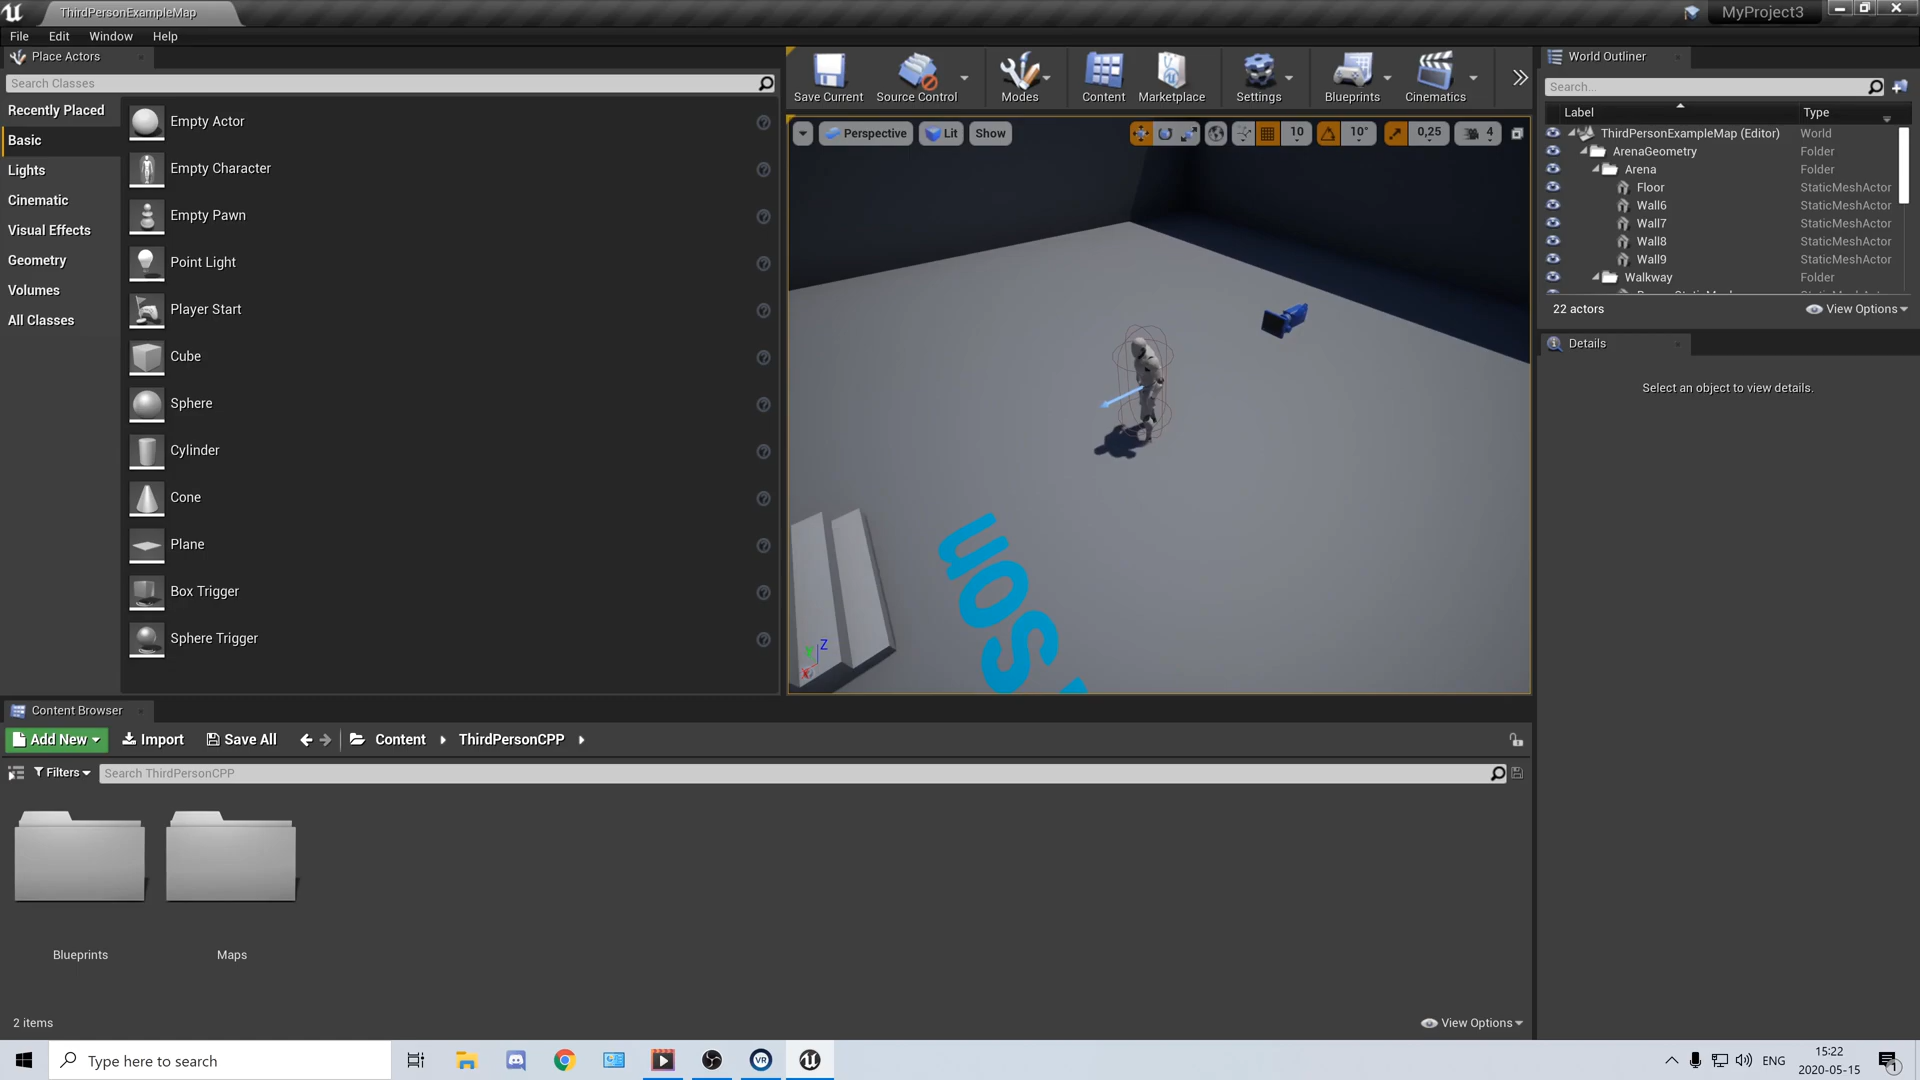 ThirdPersonExampleMap
MyProject3
File Edit Window Help
Place Actors
Search Classes
Recently Placed
Basic
Lights
Cinematic
Visual Effects
Geometry
Volumes
All Classes
Empty Actor
Empty Character
Empty Pawn
Point Light
Player Start
Cube
Sphere
Cylinder
Cone
Plane
Box Trigger
Sphere Trigger
Save Current
Source Control
Modes
Content
Marketplace
Settings
Blueprints
Cinematics
Perspective Lit Show
10 10° 0,25 4
Z
World Outliner
Search...
Label Type
ThirdPersonExampleMap (Editor) World
ArenaGeometry Folder
Arena Folder
Floor StaticMeshActor
Wall6 StaticMeshActor
Wall7 StaticMeshActor
Wall8 StaticMeshActor
Wall9 StaticMeshActor
Walkway Folder
22 actors
View Options
Details
Select an object to view details.
Content Browser
Add New Import Save All Content ThirdPersonCPP
Filters Search ThirdPersonCPP
Blueprints
Maps
2 items
View Options
Type here to search
VR
ENG
15:22
2020-05-15
1